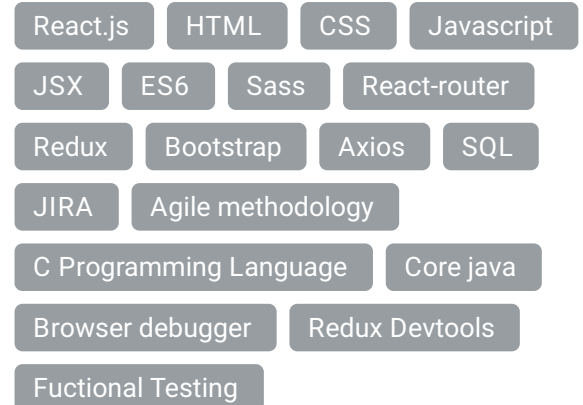 React.js HTML CSS Javascript
JSX ES6 Sass React-router
Redux Bootstrap Axios SQL
JIRA Agile methodology
C Programming Language Core java
Browser debugger Redux Devtools
Fuctional Testing